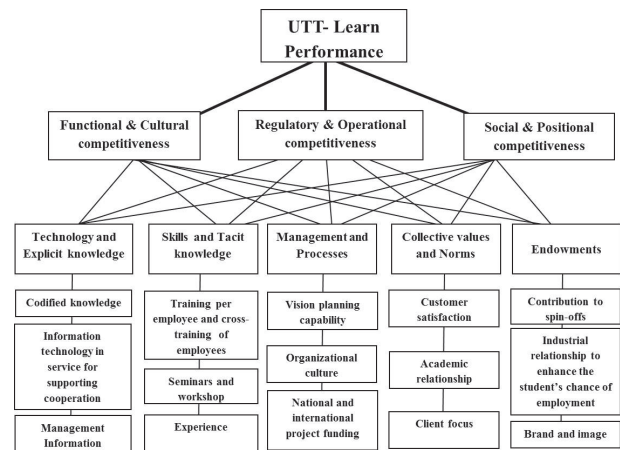 UTT- Learn
Performance
Functional & Cultural
competitiveness
Regulatory & Operational
competitiveness
Social & Positional
competitiveness
Technology and
Explicit knowledge
Skills and Tacit
knowledge
Management and
Processes
Collective values
and Norms
Endowments
Codified knowledge
Information
technology in
service for
supporting
cooperation
Management
Information
Training per
employee and cross-
training of
employees
Seminars and
workshop
Experience
Vision planning
capability
Organizational
culture
National and
international
project funding
Customer
satisfaction
Academic
relationship
Client focus
Contribution to
spin-offs
Industrial
relationship to
enhance the
student's chance of
employment
Brand and image